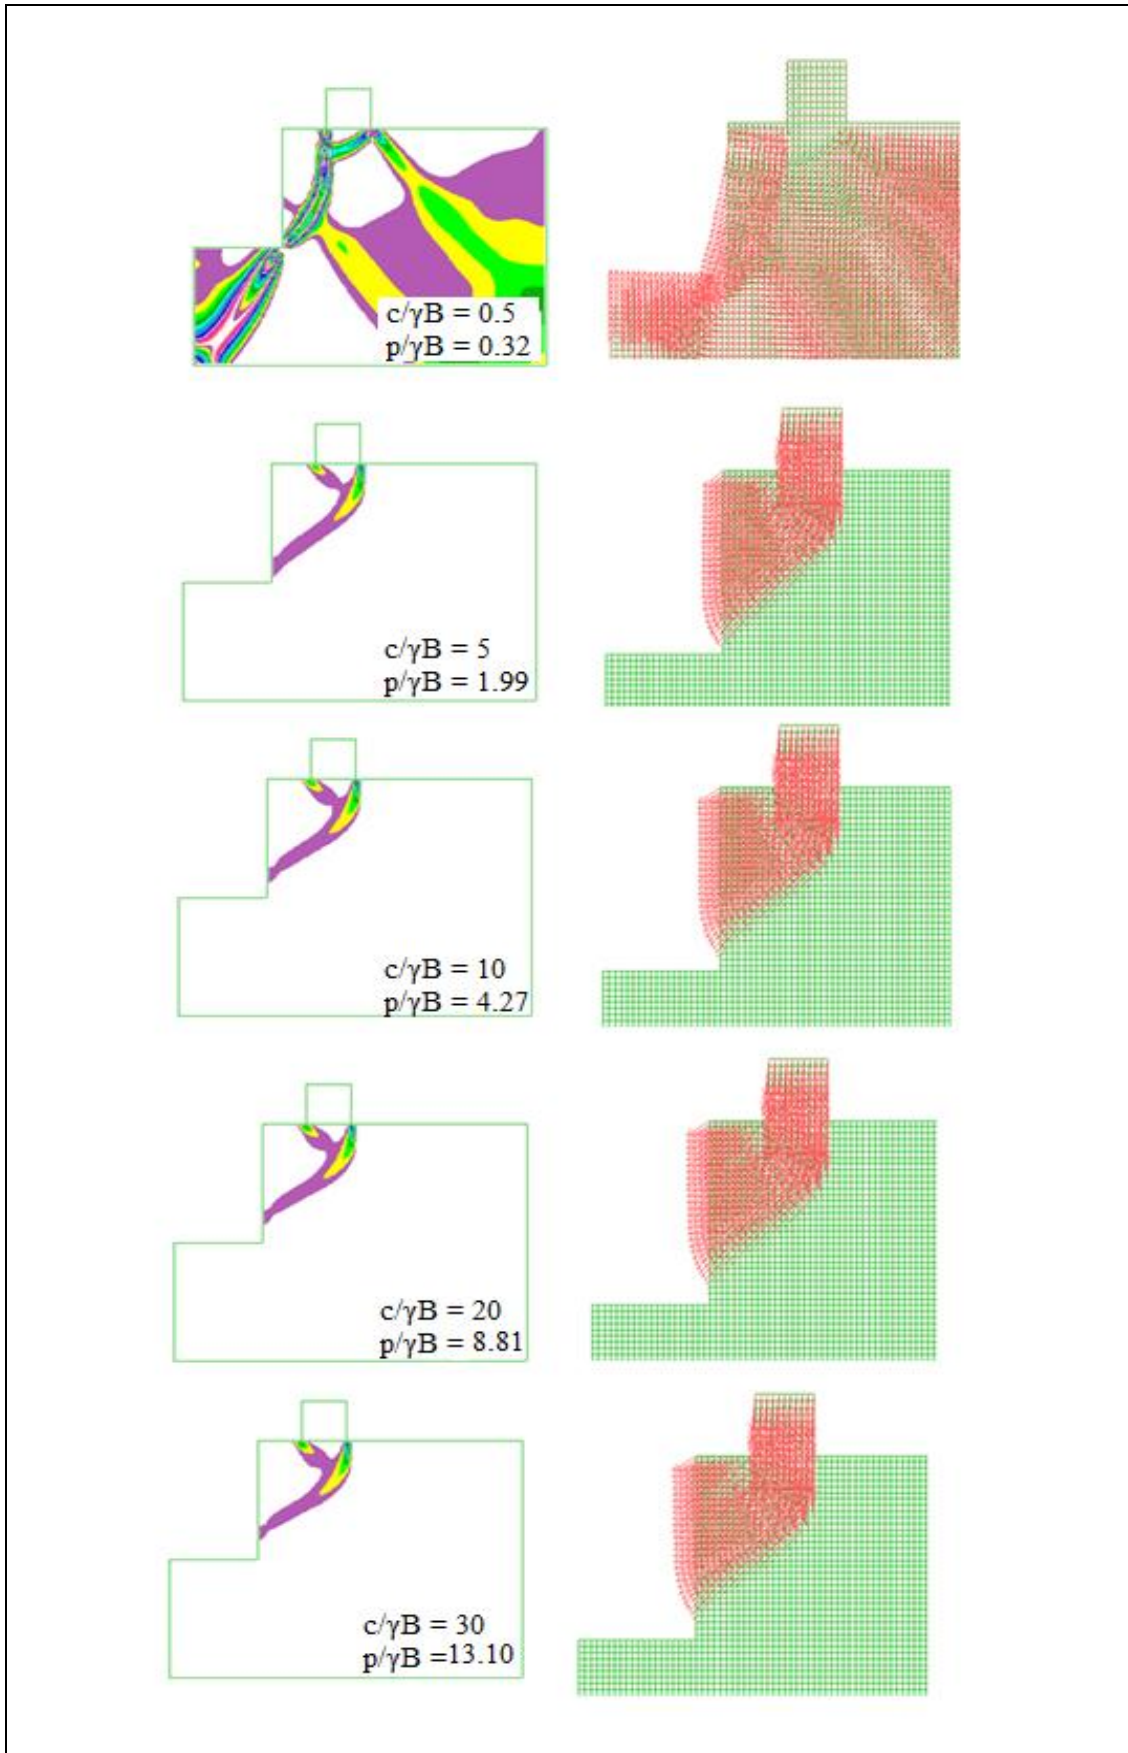 c/γB = 0.5
p/γB = 0.32
c/γB = 5
p/γB = 1.99
c/γB = 10
p/γB = 4.27
c/γB = 20
p/γB = 8.81
c/γB = 30
p/γB =13.10